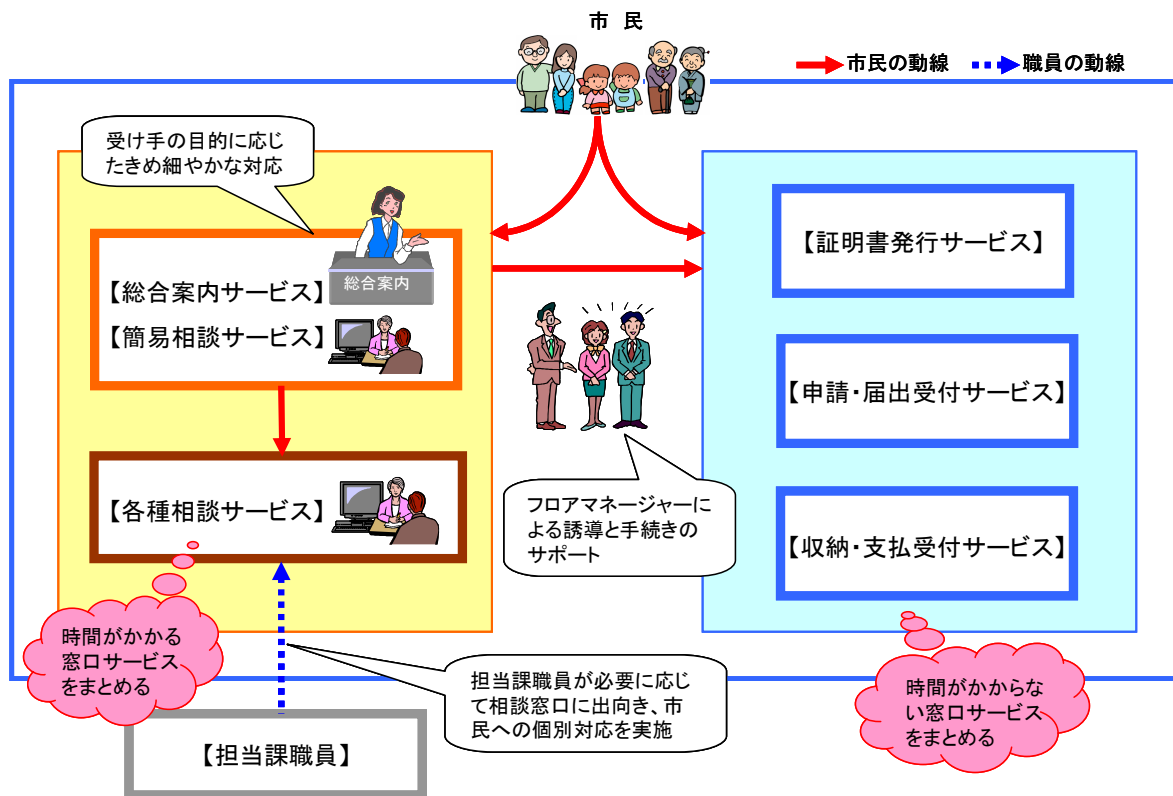 市 民
市民の動線
職員の動線
受け手の目的に応じ
たきめ細やかな対応
総合案内
【総合案内サービス】
【簡易相談サービス】
【各種相談サービス】
【証明書発行サービス】
【申請・届出受付サービス】
【収納・支払受付サービス】
フロアマネージャーに
よる誘導と手続きの
サポート
時間がかかる
窓口サービス
をまとめる
担当課職員が必要に応じ
て相談窓口に出向き、市
民への個別対応を実施
時間がかからな
い窓口サービス
をまとめる
【担当課職員】